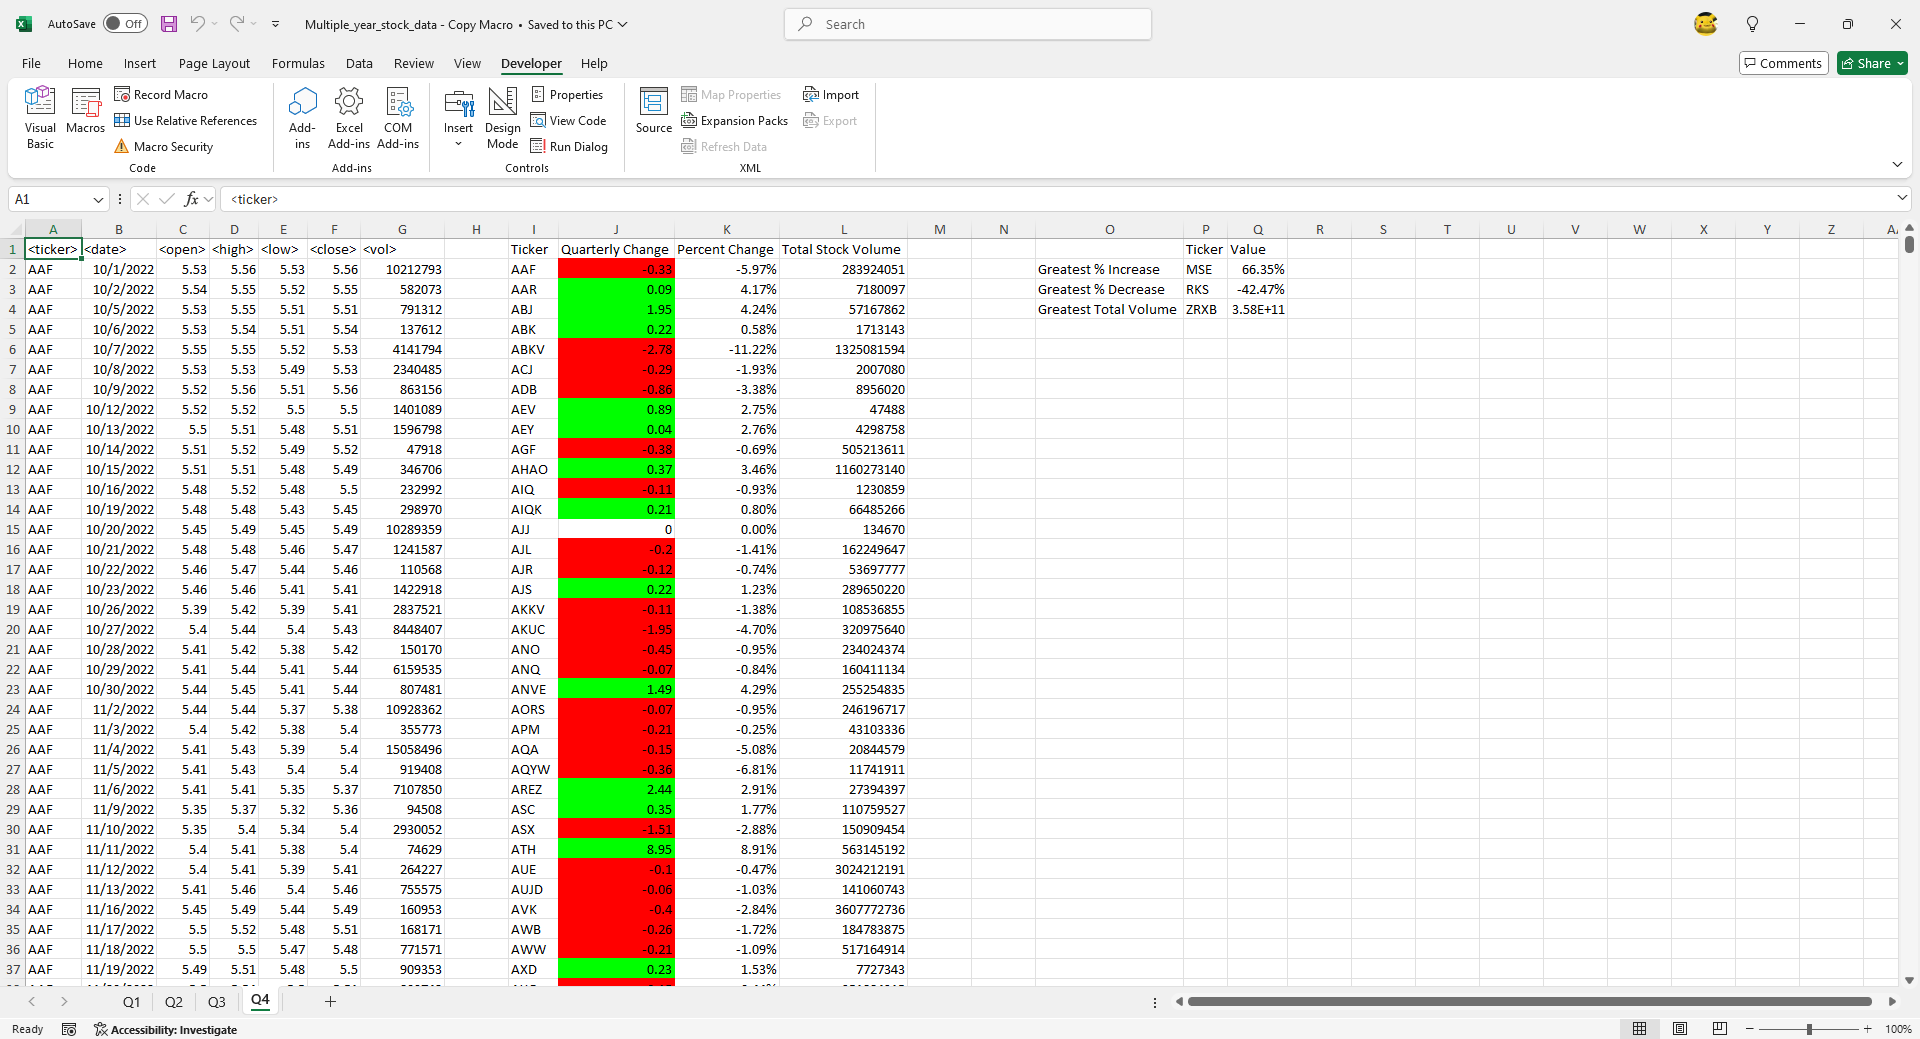 AutoSave Off Multiple_year_stock_data - Copy Macro • Saved to this PC Search
File Home Insert Page Layout Formulas Data Review View Developer Help Comments Share
Visual Basic Macros Record Macro Use Relative References Macro Security Code
Add-ins Excel Add-ins COM Add-ins Add-ins
Insert Design Mode Properties View Code Run Dialog Controls
Source Map Properties Expansion Packs Refresh Data Import Export XML
A1 fx <ticker>
A B C D E F G H I J K L M N O P Q R S T U V W X Y Z
1 <ticker> <date> <open> <high> <low> <close> <vol> Ticker Quarterly Change Percent Change Total Stock Volume Ticker Value
2 AAF 10/1/2022 5.53 5.56 5.53 5.56 10212793 AAF -0.33 -5.97% 283924051 Greatest % Increase MSE 66.35%
3 AAF 10/2/2022 5.54 5.55 5.52 5.55 582073 AAR 0.09 4.17% 7180097 Greatest % Decrease RKS -42.47%
4 AAF 10/5/2022 5.53 5.55 5.51 5.51 791312 ABJ 1.95 4.24% 57167862 Greatest Total Volume ZRXB 3.58E+11
5 AAF 10/6/2022 5.53 5.54 5.51 5.54 137612 ABK 0.22 0.58% 1713143
6 AAF 10/7/2022 5.55 5.55 5.52 5.53 4141794 ABKV -2.78 -11.22% 1325081594
7 AAF 10/8/2022 5.53 5.53 5.49 5.53 2340485 ACJ -0.29 -1.93% 2007080
8 AAF 10/9/2022 5.52 5.56 5.51 5.56 863156 ADB -0.86 -3.38% 8956020
9 AAF 10/12/2022 5.52 5.52 5.5 5.5 1401089 AEV 0.89 2.75% 47488
10 AAF 10/13/2022 5.5 5.51 5.48 5.51 1596798 AEY 0.04 2.76% 4298758
11 AAF 10/14/2022 5.51 5.52 5.49 5.52 47918 AGF -0.38 -0.69% 505213611
12 AAF 10/15/2022 5.51 5.51 5.48 5.49 346706 AHAO 0.37 3.46% 1160273140
13 AAF 10/16/2022 5.48 5.52 5.48 5.5 232992 AIQ -0.11 -0.93% 1230859
14 AAF 10/19/2022 5.48 5.48 5.43 5.45 298970 AIQK 0.21 0.80% 66485266
15 AAF 10/20/2022 5.45 5.49 5.45 5.49 10289359 AJJ 0 0.00% 134670
16 AAF 10/21/2022 5.48 5.48 5.46 5.47 1241587 AJL -0.2 -1.41% 162249647
17 AAF 10/22/2022 5.46 5.47 5.44 5.46 110568 AJR -0.12 -0.74% 53697777
18 AAF 10/23/2022 5.46 5.46 5.41 5.41 1422918 AJS 0.22 1.23% 289650220
19 AAF 10/26/2022 5.39 5.42 5.39 5.41 2837521 AKKV -0.11 -1.38% 108536855
20 AAF 10/27/2022 5.4 5.44 5.4 5.43 8448407 AKUC -1.95 -4.70% 320975640
21 AAF 10/28/2022 5.41 5.42 5.38 5.42 150170 ANO -0.45 -0.95% 234024374
22 AAF 10/29/2022 5.41 5.44 5.41 5.44 6159535 ANQ -0.07 -0.84% 160411134
23 AAF 10/30/2022 5.44 5.45 5.41 5.44 807481 ANVE 1.49 4.29% 255254835
24 AAF 11/2/2022 5.44 5.44 5.37 5.38 10928362 AORS -0.07 -0.95% 246196717
25 AAF 11/3/2022 5.4 5.42 5.38 5.4 355773 APM -0.21 -0.25% 43103336
26 AAF 11/4/2022 5.41 5.43 5.39 5.4 15058496 AQA -0.15 -5.08% 20844579
27 AAF 11/5/2022 5.41 5.43 5.4 5.4 919408 AQYW -0.36 -6.81% 11741911
28 AAF 11/6/2022 5.41 5.41 5.35 5.37 7107850 AREZ 2.44 2.91% 27394397
29 AAF 11/9/2022 5.35 5.37 5.32 5.36 94508 ASC 0.35 1.77% 110759527
30 AAF 11/10/2022 5.35 5.4 5.34 5.4 2930052 ASX -1.51 -2.88% 150909454
31 AAF 11/11/2022 5.4 5.41 5.38 5.4 74629 ATH 8.95 8.91% 563145192
32 AAF 11/12/2022 5.4 5.41 5.39 5.41 264227 AUE -0.1 -0.47% 3024212191
33 AAF 11/13/2022 5.41 5.46 5.4 5.46 755575 AUJD -0.06 -1.03% 141060743
34 AAF 11/16/2022 5.45 5.49 5.44 5.49 160953 AVK -0.4 -2.84% 3607772736
35 AAF 11/17/2022 5.5 5.52 5.48 5.51 168171 AWB -0.26 -1.72% 184783875
36 AAF 11/18/2022 5.5 5.5 5.47 5.48 771571 AWW -0.21 -1.09% 517164914
37 AAF 11/19/2022 5.49 5.51 5.48 5.5 909353 AXD 0.23 1.53% 7727343
Q1 Q2 Q3 Q4
Ready Accessibility: Investigate 100%